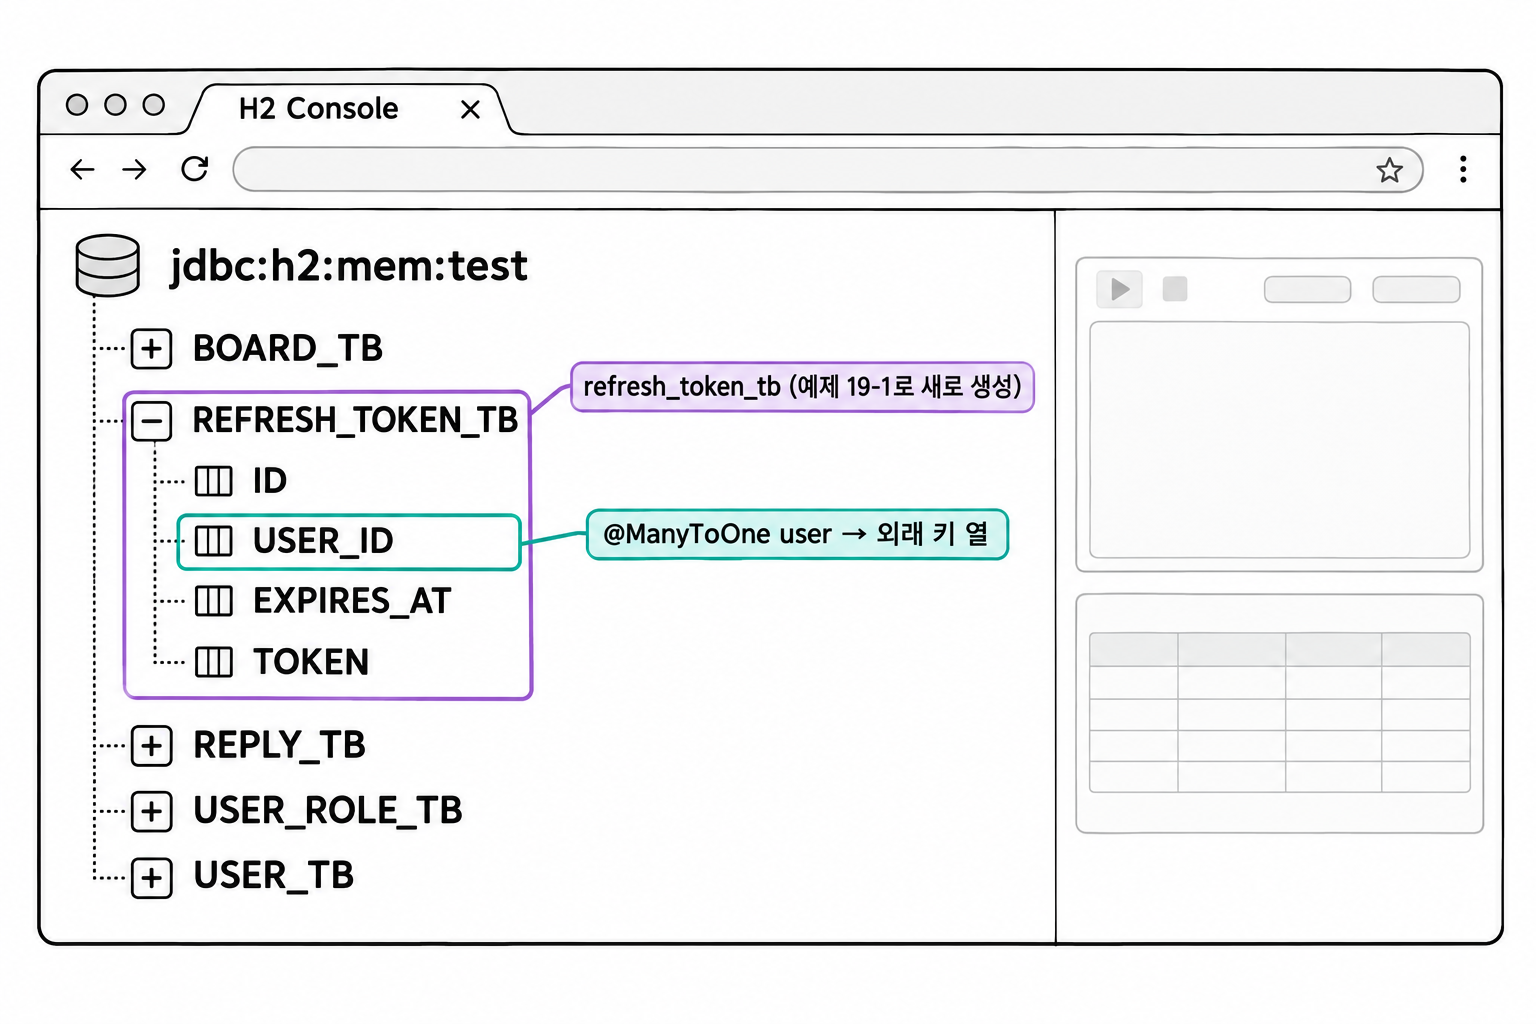 H2 Console
jdbc:h2:mem:test
BOARD_TB
REFRESH_TOKEN_TB
refresh_token_tb (예제 19-1로 새로 생성)
ID
USER_ID
@ManyToOne user → 외래 키 열
EXPIRES_AT
TOKEN
REPLY_TB
USER_ROLE_TB
USER_TB